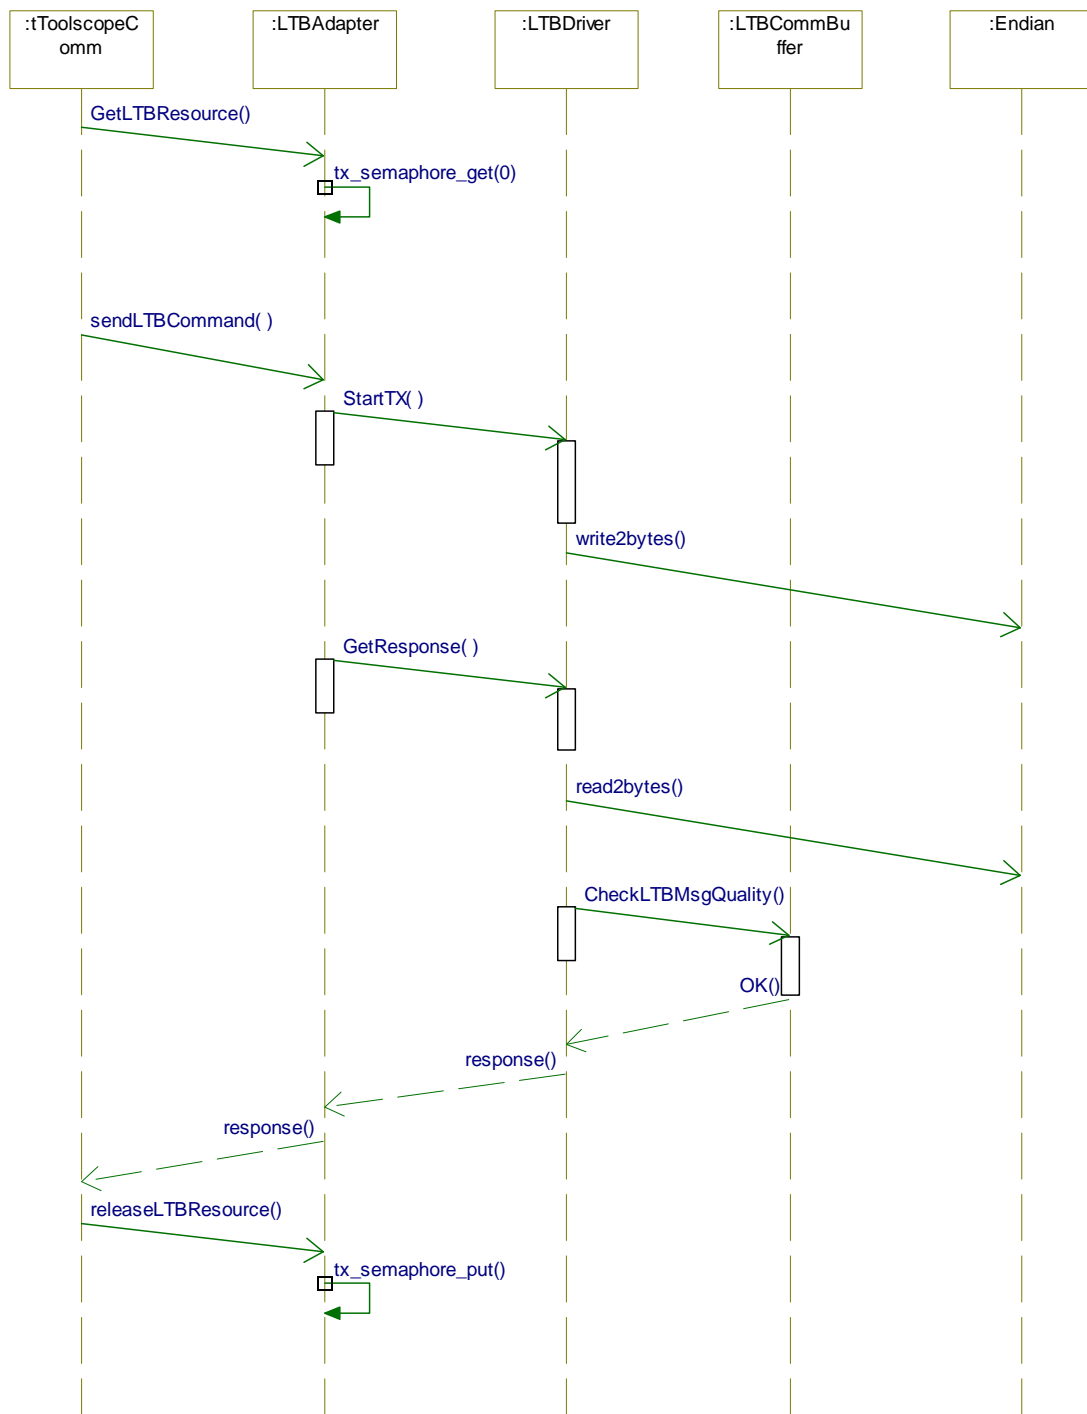 :tToolscopeC
omm
:LTBAdapter
:LTBDriver
:LTBCommBu
ffer
:Endian
GetLTBResource()
tx_semaphore_get(0)
sendLTBCommand( )
StartTX( )
write2bytes()
GetResponse( )
read2bytes()
CheckLTBMsgQuality()
OK()
response()
response()
releaseLTBResource()
tx_semaphore_put()